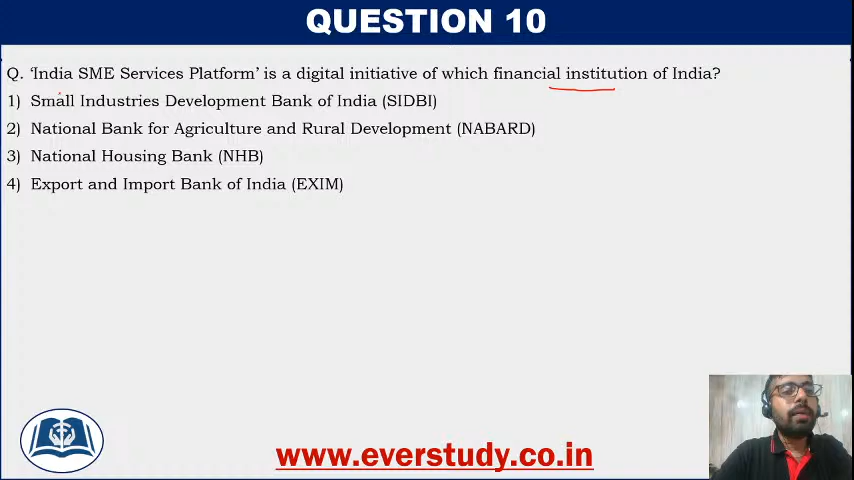 QUESTION 10
Q. ‘India SME Services Platform’ is a digital initiative of which financial institution of India?
1) Small Industries Development Bank of India (SIDBI)
2) National Bank for Agriculture and Rural Development (NABARD)
3) National Housing Bank (NHB)
4) Export and Import Bank of India (EXIM)
www.everstudy.co.in